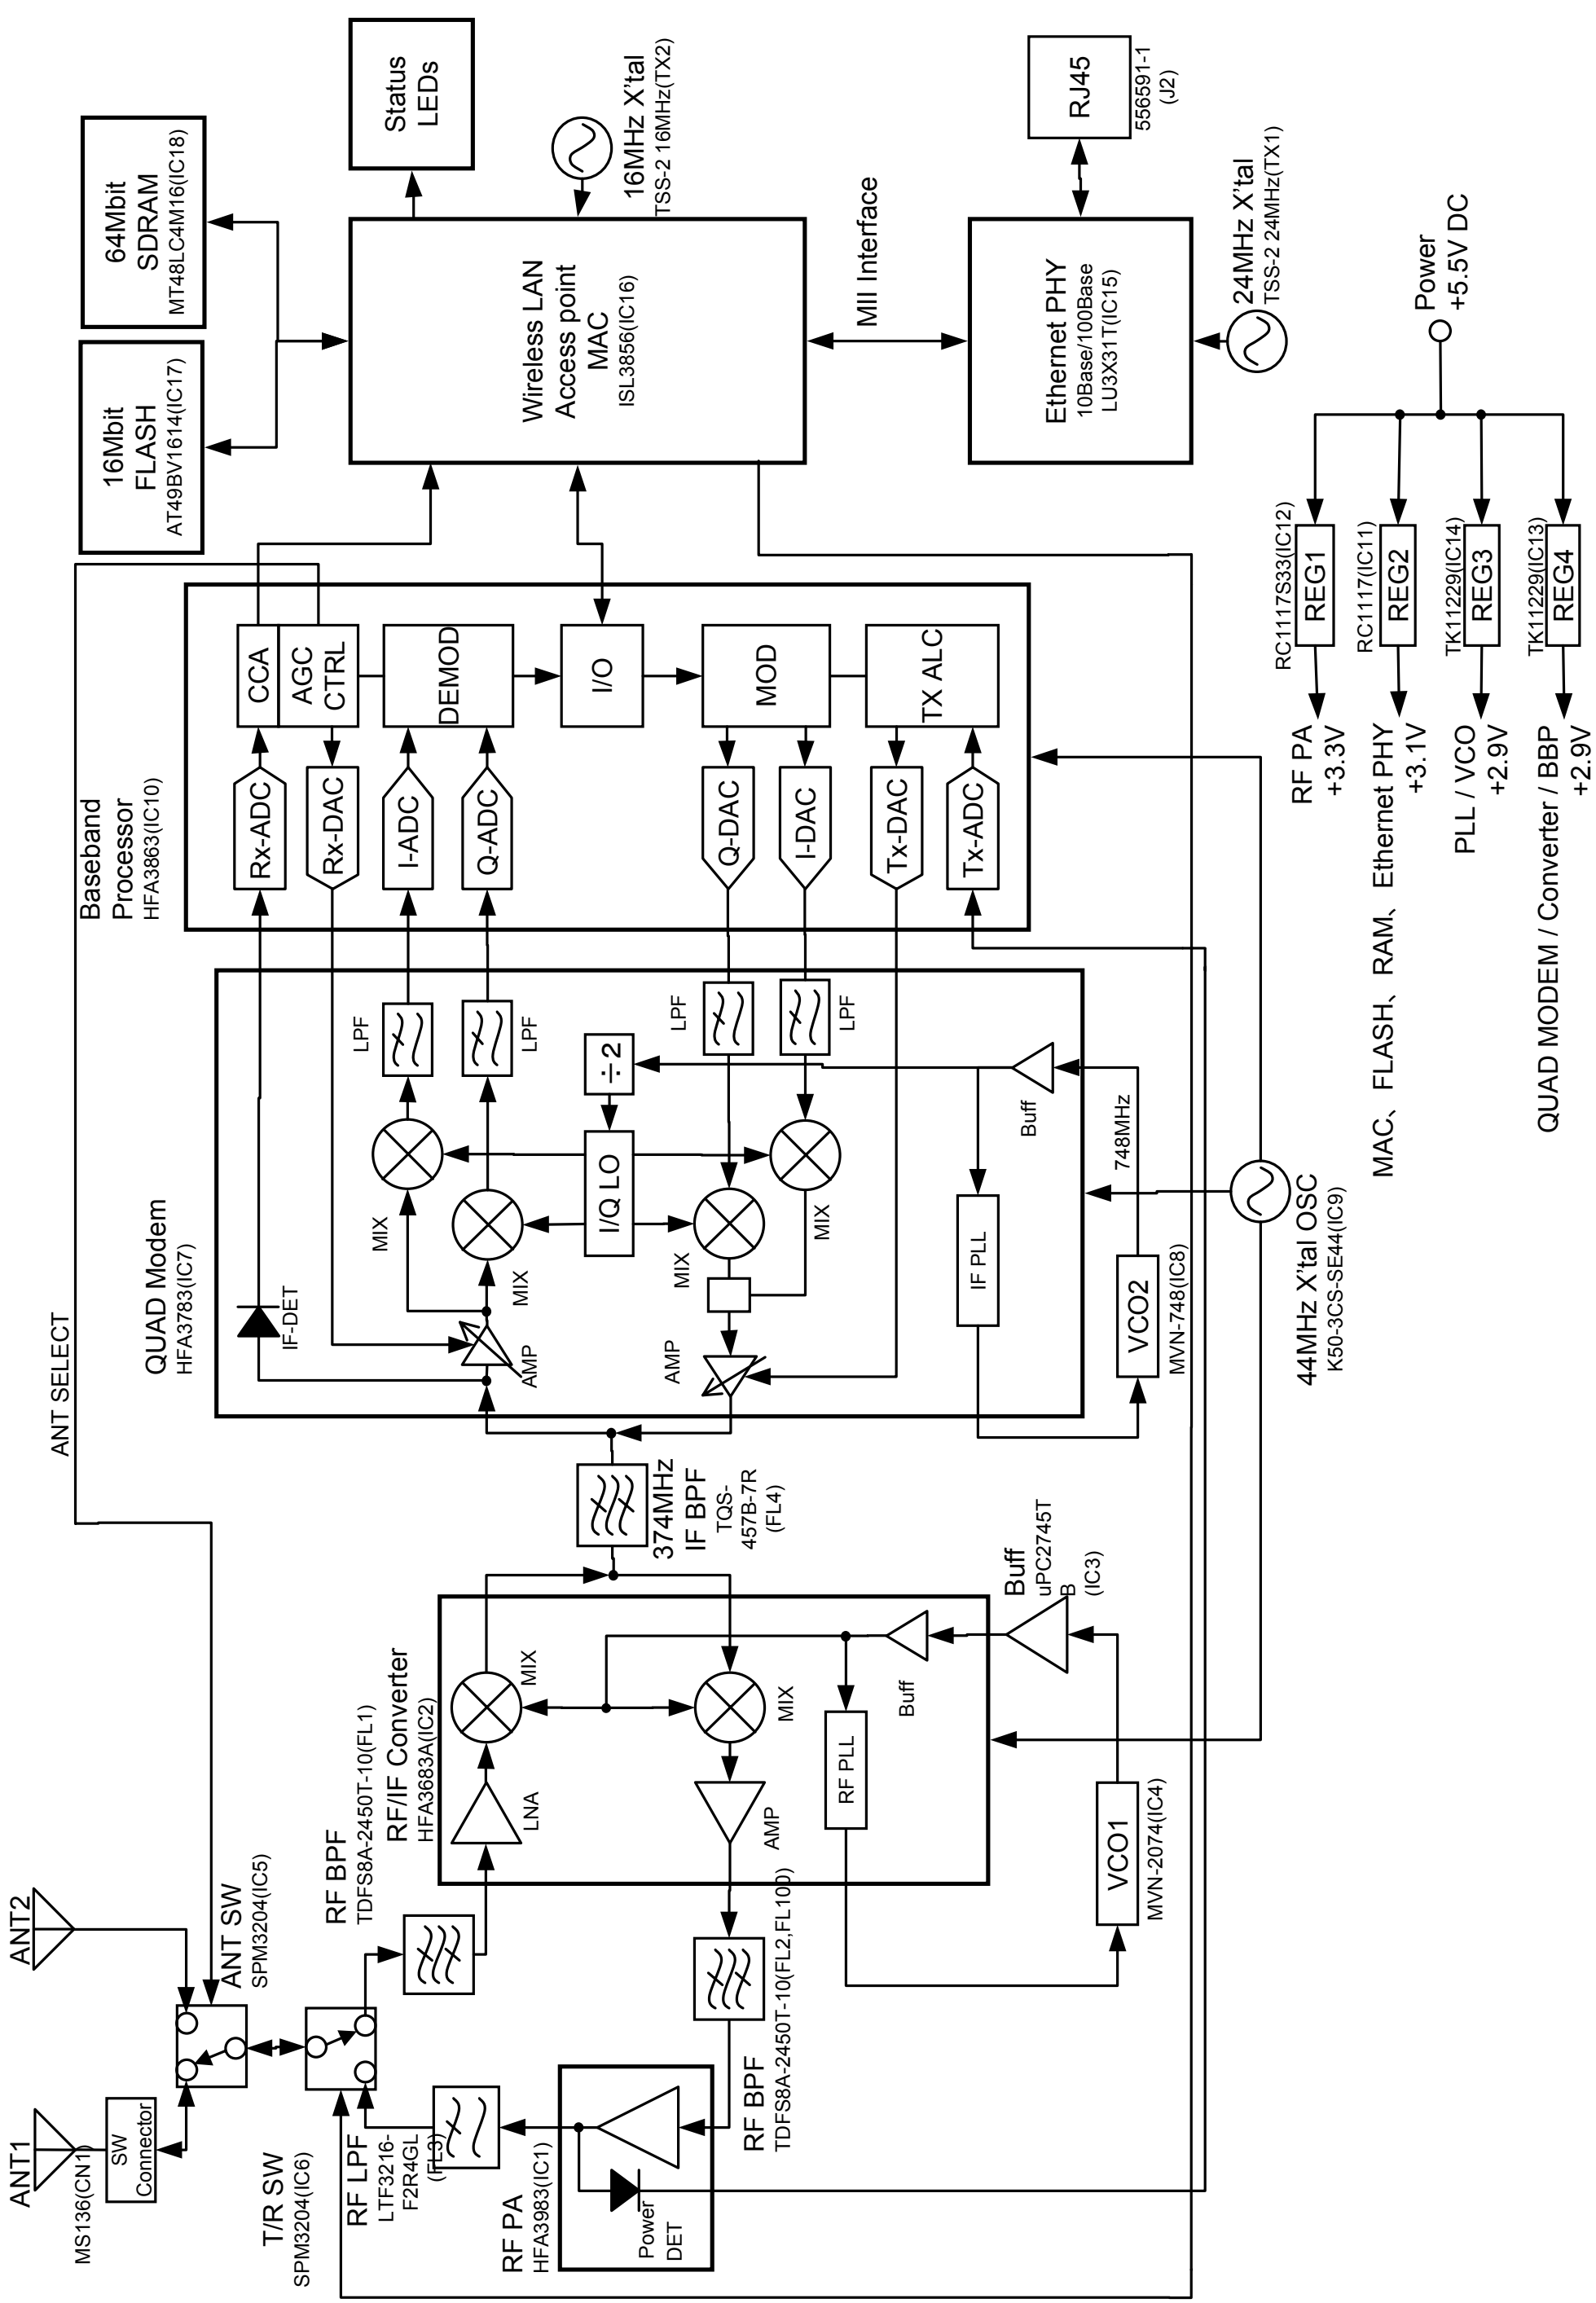 ANT1
MS136(CN1)
SW
Connector
ANT2
ANT SW
SPM3204(IC5)
T/R SW
SPM3204(IC6)
RF LPF
LTF3216-
F2R4GL
(FL3)
RF BPF
TDFS8A-2450T-10(FL1)
RF PA
HFA3983(IC1)
Power
DET
RF BPF
TDFS8A-2450T-10(FL2,FL100)
RF/IF Converter
HFA3683A(IC2)
LNA
MIX
MIX
AMP
RF PLL
Buff
VCO1
MVN-2074(IC4)
Buff
uPC2745T
B
(IC3)
374MHz
IF BPF
TQS-
457B-7R
(FL4)
ANT SELECT
QUAD Modem
HFA3783(IC7)
IF-DET
AMP
MIX
MIX
LPF
LPF
I/Q LO
÷2
AMP
MIX
MIX
LPF
LPF
IF PLL
Buff
748MHz
VCO2
MVN-748(IC8)
44MHz X'tal OSC
K50-3CS-SE44(IC9)
Baseband
Processor
HFA3863(IC10)
Rx-ADC
Rx-DAC
I-ADC
Q-ADC
Q-DAC
I-DAC
Tx-DAC
Tx-ADC
CCA
AGC
CTRL
DEMOD
I/O
MOD
TX ALC
16Mbit
FLASH
AT49BV1614(IC17)
64Mbit
SDRAM
MT48LC4M16(IC18)
Wireless LAN
Access point
MAC
ISL3856(IC16)
Status
LEDs
16MHz X'tal
TSS-2 16MHz(TX2)
MII Interface
Ethernet PHY
10Base/100Base
LU3X31T(IC15)
RJ45
556591-1
(J2)
24MHz X'tal
TSS-2 24MHz(TX1)
Power
+5.5V DC
RC1117S33(IC12)
REG1
RF PA
+3.3V
RC1117(IC11)
REG2
MAC、FLASH、RAM、Ethernet PHY
+3.1V
TK11229(IC14)
REG3
PLL / VCO
+2.9V
TK11229(IC13)
REG4
QUAD MODEM / Converter / BBP
+2.9V